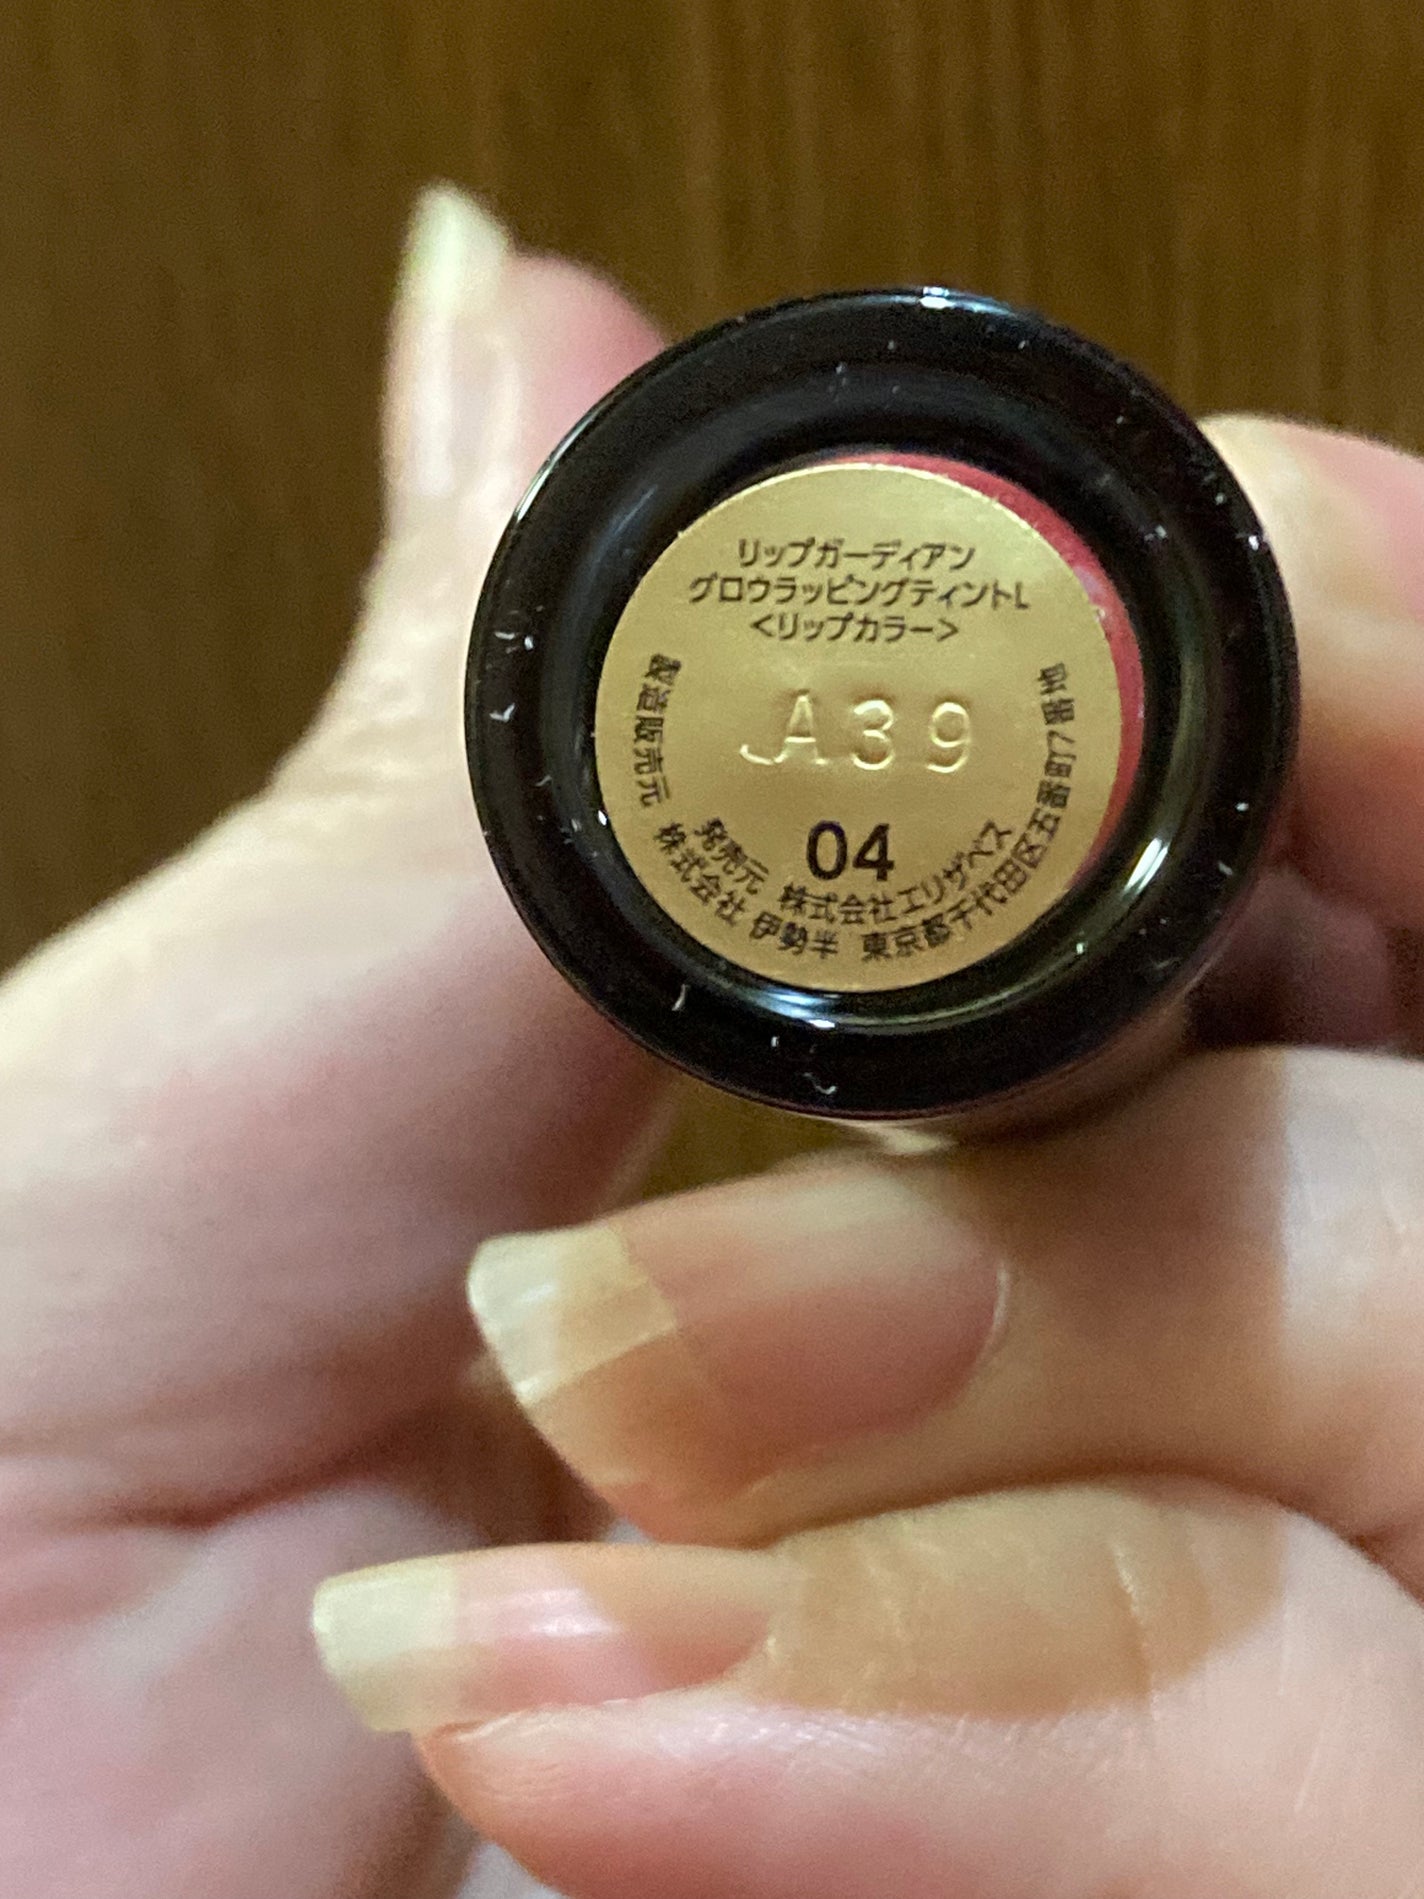 リップガーディアン
グロウラッピングティントL
<リップカラー>
JA39
04
発売元 株式会社エリザベス
製造販売元 株式会社 伊勢半 東京都千代田区五番町7番地